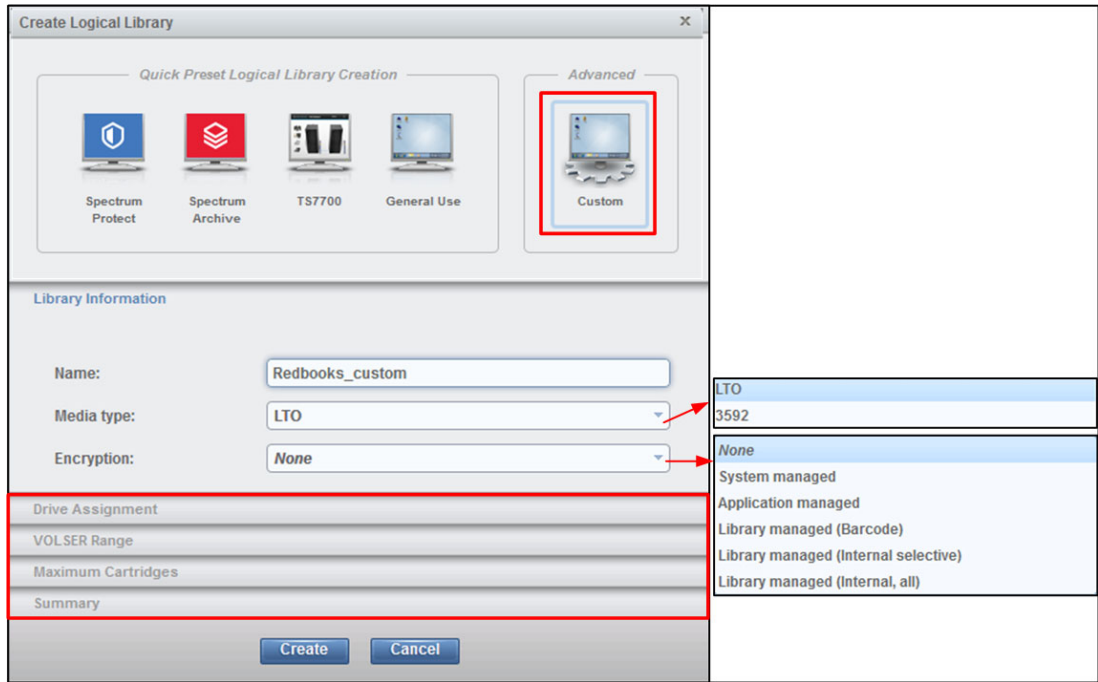 Create Logical Library
x
Quick Preset Logical Library Creation
Advanced
Spectrum
Protect
Spectrum
Archive
TS7700
General Use
Custom
Library Information
Name:
Redbooks_custom
Media type:
LTO
Encryption:
None
LTO
3592
None
System managed
Application managed
Library managed (Barcode)
Library managed (Internal selective)
Library managed (Internal, all)
Drive Assignment
VOLSER Range
Maximum Cartridges
Summary
Create
Cancel